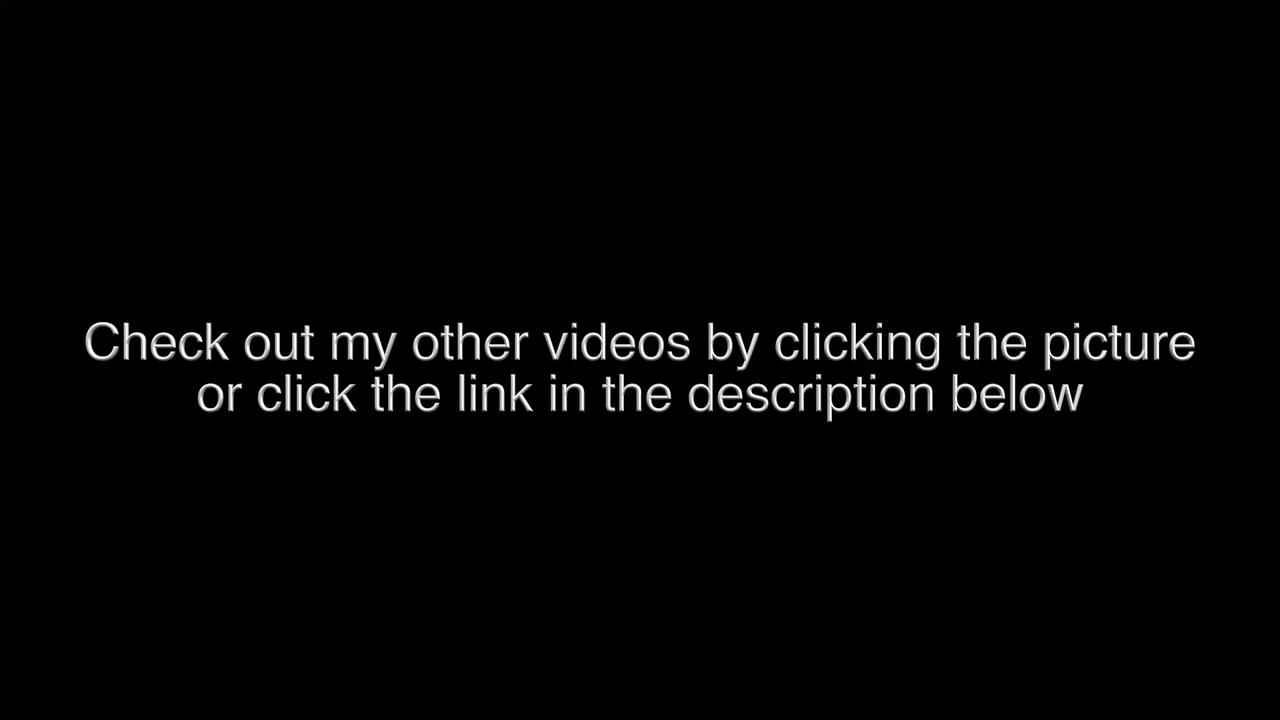 Check out my other videos by clicking the picture
or click the link in the description below